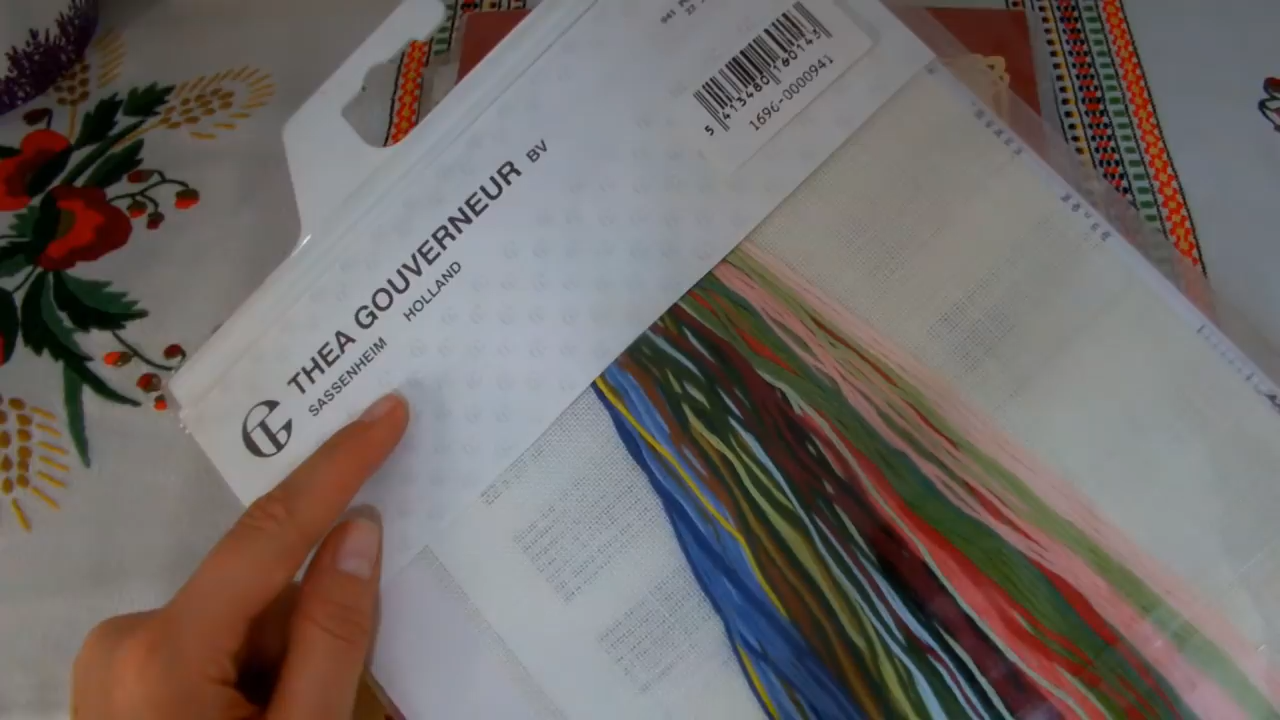 THEA GOUVERNEUR BV
SASSENHEIM HOLLAND
5 413480 160143
1696-0000941